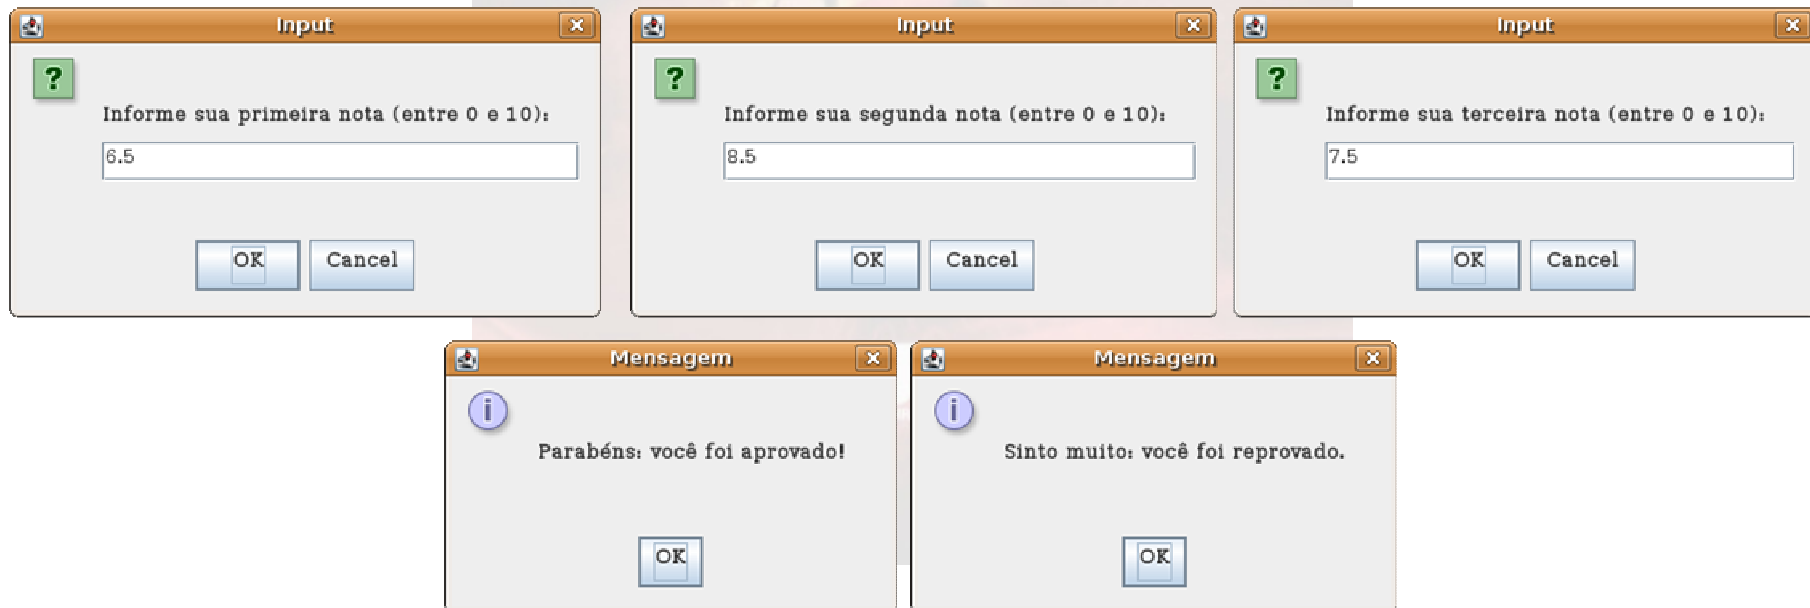 Input
Informe sua primeira nota (entre 0 e 10):
6.5
OK Cancel
Input
Informe sua segunda nota (entre 0 e 10):
8.5
OK Cancel
Input
Informe sua terceira nota (entre 0 e 10):
7.5
OK Cancel
Mensagem
Parabéns: você foi aprovado!
OK
Mensagem
Sinto muito: você foi reprovado.
OK